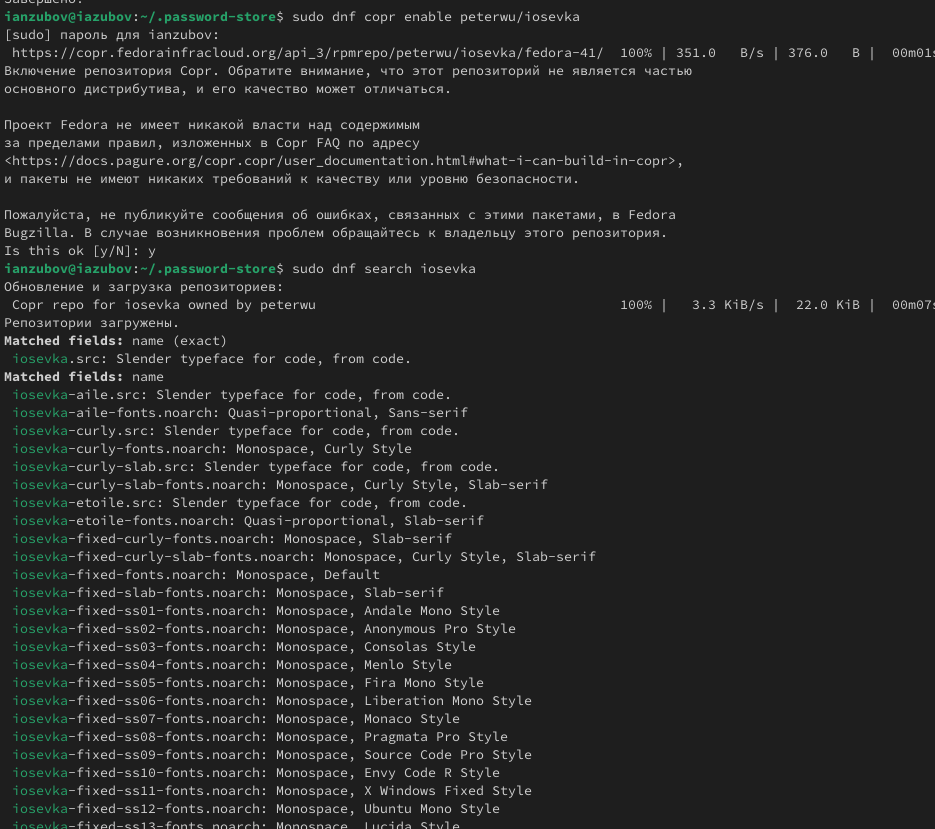 Завершено.
ianzubov@iazubov:~/.password-store$ sudo dnf copr enable peterwu/iosevka
[sudo] пароль для ianzubov:
https://copr.fedorainfracloud.org/api_3/rpmrepo/peterwu/iosevka/fedora-41/ 100% | 351.0 B/s | 376.0 B | 00m01s
Включение репозитория Copr. Обратите внимание, что этот репозиторий не является частью
основного дистрибутива, и его качество может отличаться.
Проект Fedora не имеет никакой власти над содержимым
за пределами правил, изложенных в Copr FAQ по адресу
<https://docs.pagure.org/copr.copr/user_documentation.html#what-i-can-build-in-copr>,
и пакеты не имеют никаких требований к качеству или уровню безопасности.
Пожалуйста, не публикуйте сообщения об ошибках, связанных с этими пакетами, в Fedora
Bugzilla. В случае возникновения проблем обращайтесь к владельцу этого репозитория.
Is this ok [y/N]: y
ianzubov@iazubov:~/.password-store$ sudo dnf search iosevka
Обновление и загрузка репозиториев:
Copr repo for iosevka owned by peterwu 100% | 3.3 KiB/s | 22.0 KiB | 00m07s
Репозитории загружены.
Matched fields: name (exact)
iosevka.src: Slender typeface for code, from code.
Matched fields: name
iosevka-aile.src: Slender typeface for code, from code.
iosevka-aile-fonts.noarch: Quasi-proportional, Sans-serif
iosevka-curly.src: Slender typeface for code, from code.
iosevka-curly-fonts.noarch: Monospace, Curly Style
iosevka-curly-slab.src: Slender typeface for code, from code.
iosevka-curly-slab-fonts.noarch: Monospace, Curly Style, Slab-serif
iosevka-etoile.src: Slender typeface for code, from code.
iosevka-etoile-fonts.noarch: Quasi-proportional, Slab-serif
iosevka-fixed-curly-fonts.noarch: Monospace, Slab-serif
iosevka-fixed-curly-slab-fonts.noarch: Monospace, Curly Style, Slab-serif
iosevka-fixed-fonts.noarch: Monospace, Default
iosevka-fixed-slab-fonts.noarch: Monospace, Slab-serif
iosevka-fixed-ss01-fonts.noarch: Monospace, Andale Mono Style
iosevka-fixed-ss02-fonts.noarch: Monospace, Anonymous Pro Style
iosevka-fixed-ss03-fonts.noarch: Monospace, Consolas Style
iosevka-fixed-ss04-fonts.noarch: Monospace, Menlo Style
iosevka-fixed-ss05-fonts.noarch: Monospace, Fira Mono Style
iosevka-fixed-ss06-fonts.noarch: Monospace, Liberation Mono Style
iosevka-fixed-ss07-fonts.noarch: Monospace, Monaco Style
iosevka-fixed-ss08-fonts.noarch: Monospace, Pragmata Pro Style
iosevka-fixed-ss09-fonts.noarch: Monospace, Source Code Pro Style
iosevka-fixed-ss10-fonts.noarch: Monospace, Envy Code R Style
iosevka-fixed-ss11-fonts.noarch: Monospace, X Windows Fixed Style
iosevka-fixed-ss12-fonts.noarch: Monospace, Ubuntu Mono Style
iosevka-fixed-ss13-fonts.noarch: Monospace, Lucida Style